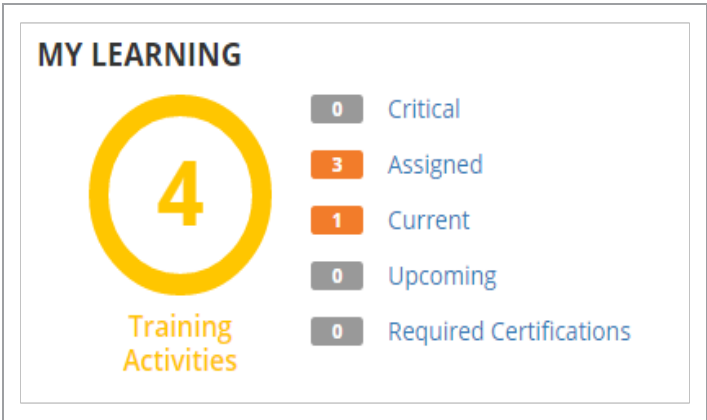 MY LEARNING
4
Training
Activities
0 Critical
3 Assigned
1 Current
0 Upcoming
0 Required Certifications